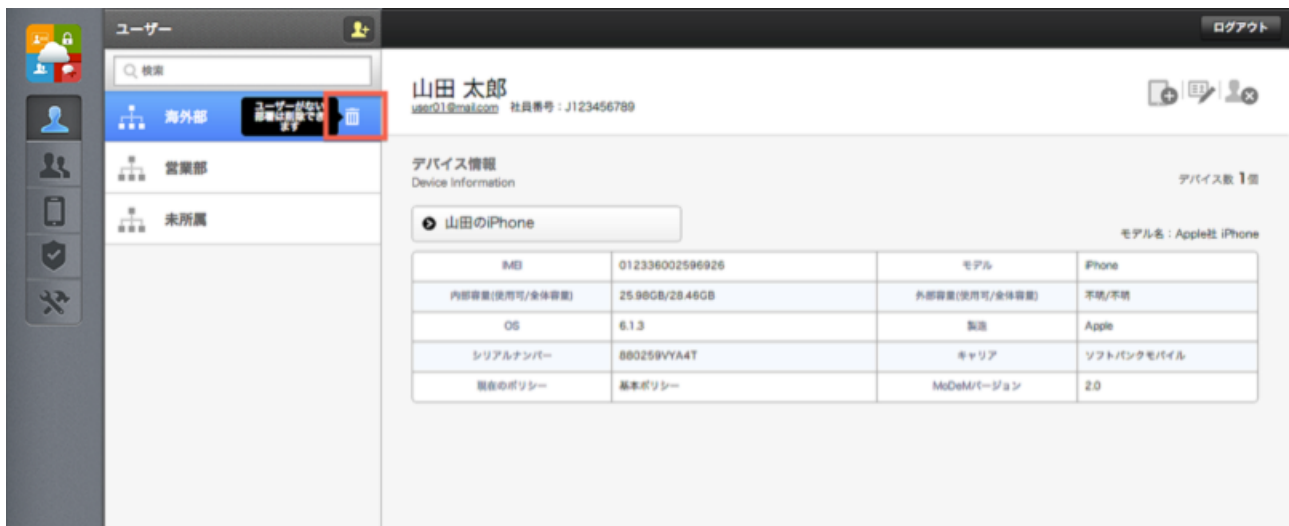 ユーザー
検索
海外部
ユーザーがない
部署は削除でき
ます
営業部
未所属
ログアウト
山田 太郎
user01@mail.com 社員番号：J123456789
デバイス情報
Device Information
デバイス数 1個
山田のiPhone
モデル名：Apple社 iPhone
IMEI 012336002596926 モデル iPhone
内部容量(使用可/全体容量) 25.98GB/28.46GB 外部容量(使用可/全体容量) 不明/不明
OS 6.1.3 製造 Apple
シリアルナンバー 880259VYA4T キャリア ソフトバンクモバイル
現在のポリシー 基本ポリシー MoDeMバージョン 2.0